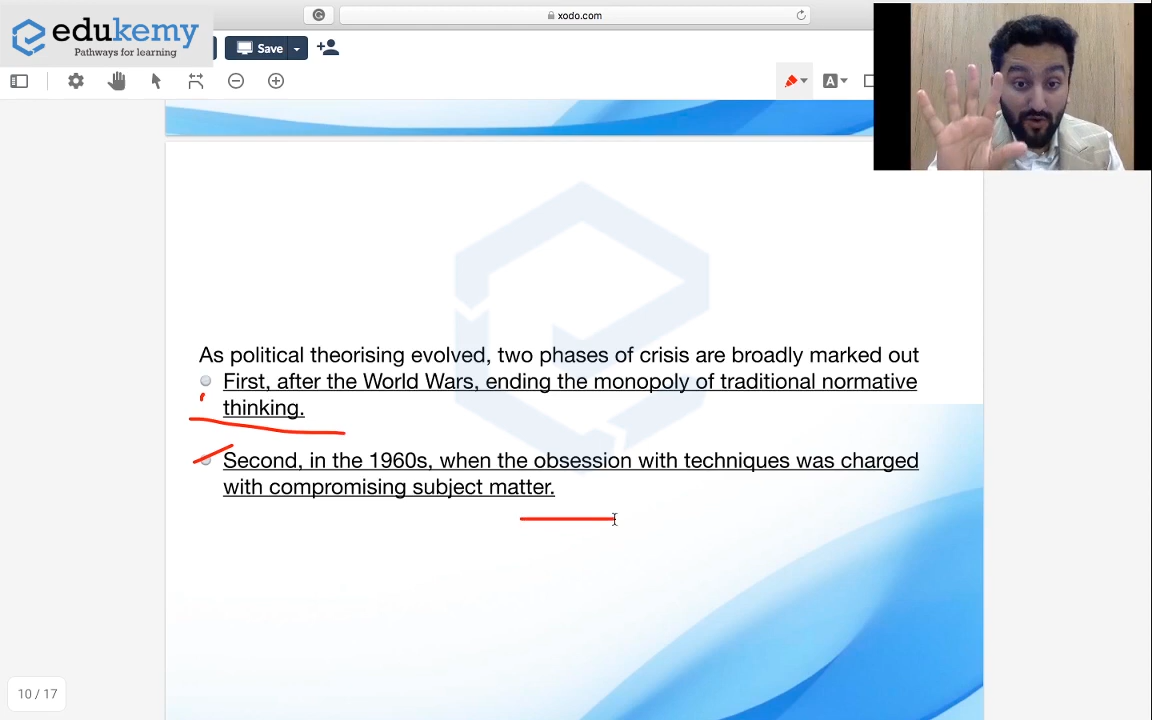 edukemy
Pathways for learning
xodo.com
Save
A
As political theorising evolved, two phases of crisis are broadly marked out
First, after the World Wars, ending the monopoly of traditional normative
thinking.
Second, in the 1960s, when the obsession with techniques was charged
with compromising subject matter.
10 / 17